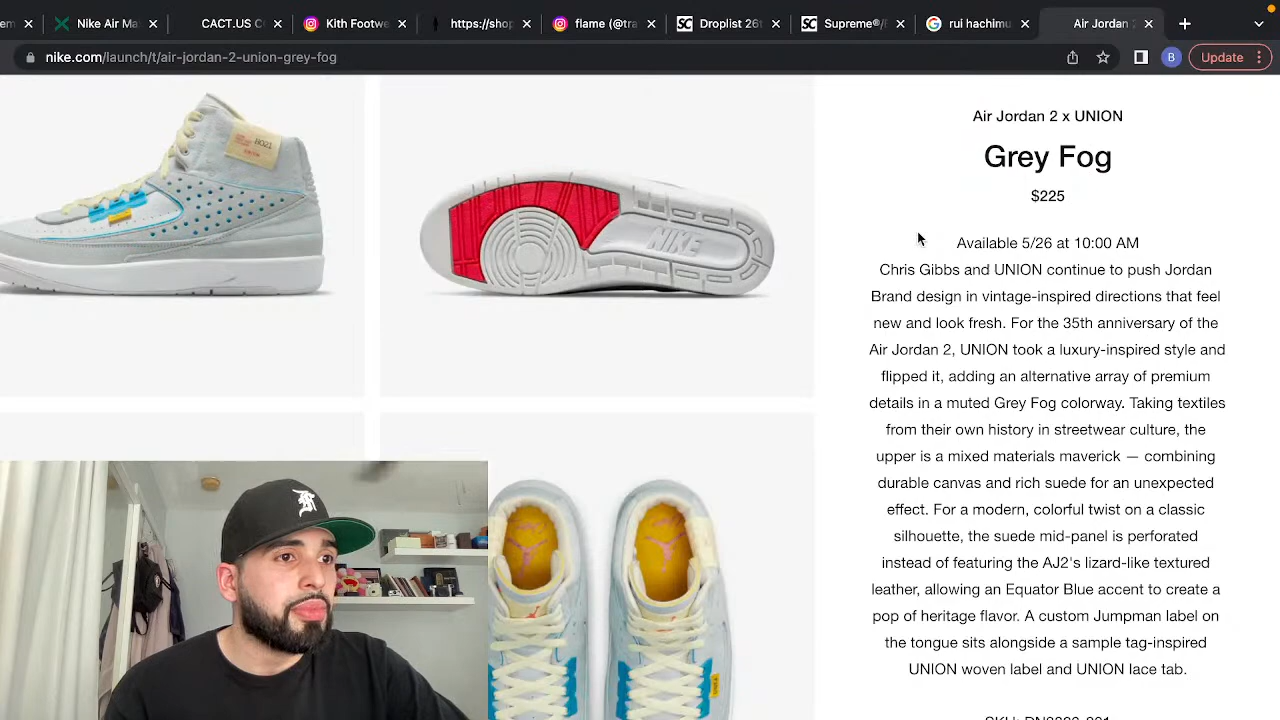 Nike Air Ma
CACT.US C
Kith Footwe
https://shop
flame (@tra
Droplist 26t
Supreme®/
rui hachimu
Air Jordan 2
nike.com/launch/t/air-jordan-2-union-grey-fog
B
Update
Air Jordan 2 x UNION
Grey Fog
$225
Available 5/26 at 10:00 AM
Chris Gibbs and UNION continue to push Jordan
Brand design in vintage-inspired directions that feel
new and look fresh. For the 35th anniversary of the
Air Jordan 2, UNION took a luxury-inspired style and
flipped it, adding an alternative array of premium
details in a muted Grey Fog colorway. Taking textiles
from their own history in streetwear culture, the
upper is a mixed materials maverick — combining
durable canvas and rich suede for an unexpected
effect. For a modern, colorful twist on a classic
silhouette, the suede mid-panel is perforated
instead of featuring the AJ2's lizard-like textured
leather, allowing an Equator Blue accent to create a
pop of heritage flavor. A custom Jumpman label on
the tongue sits alongside a sample tag-inspired
UNION woven label and UNION lace tab.
NIKE